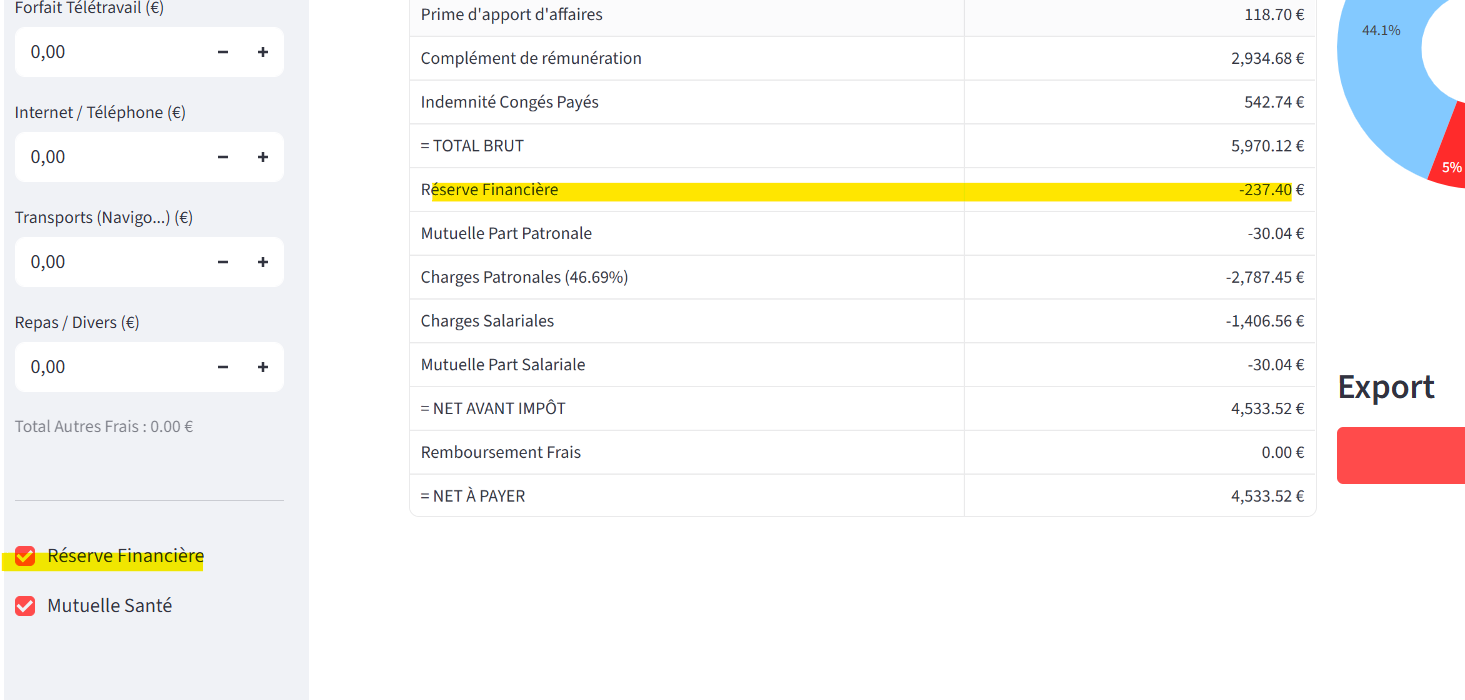 Forfait Télétravail (€)
0,00
Internet / Téléphone (€)
0,00
Transports (Navigo...) (€)
0,00
Repas / Divers (€)
0,00
Total Autres Frais : 0.00 €
Réserve Financière
Mutuelle Santé
Prime d'apport d'affaires 118.70 €
Complément de rémunération 2,934.68 €
Indemnité Congés Payés 542.74 €
= TOTAL BRUT 5,970.12 €
Réserve Financière -237.40 €
Mutuelle Part Patronale -30.04 €
Charges Patronales (46.69%) -2,787.45 €
Charges Salariales -1,406.56 €
Mutuelle Part Salariale -30.04 €
= NET AVANT IMPÔT 4,533.52 €
Remboursement Frais 0.00 €
= NET À PAYER 4,533.52 €
44.1%
5%
Export